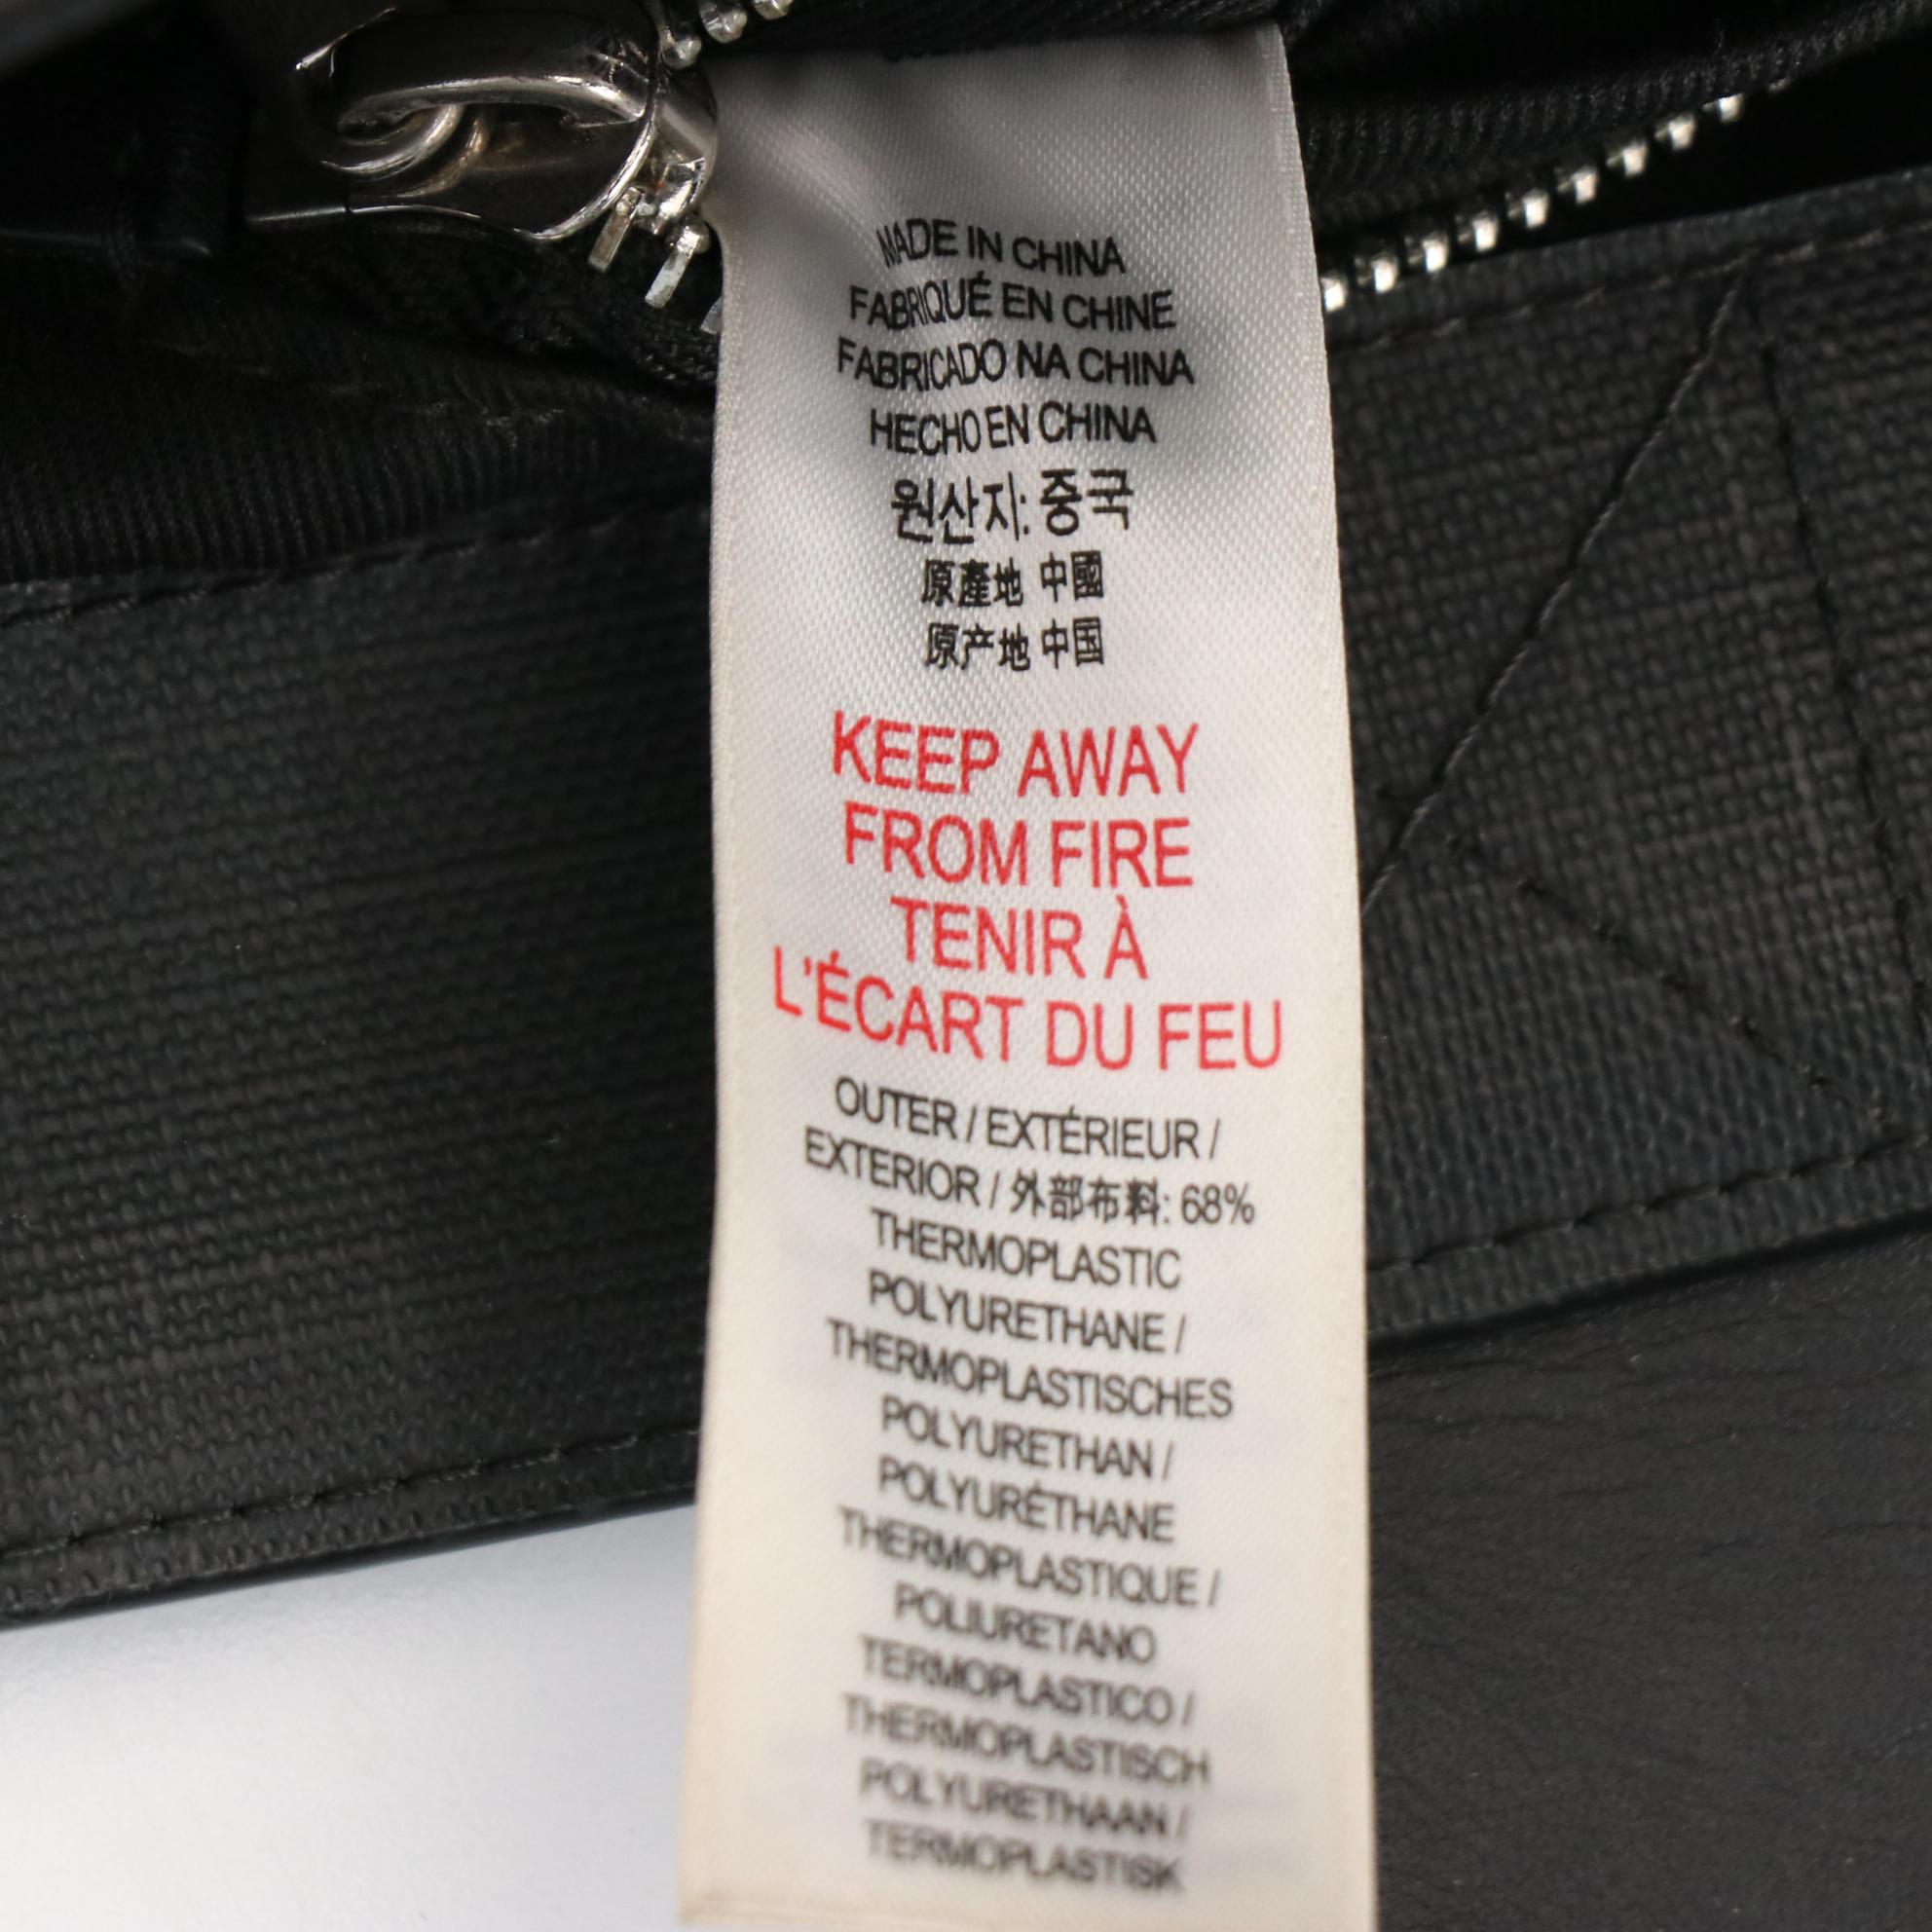 MADE IN CHINA
FABRIQUÉ EN CHINE
FABRICADO NA CHINA
HECHO EN CHINA
원산지: 중국
原產地 中國
原产地 中国
KEEP AWAY
FROM FIRE
TENIR À
L'ÉCART DU FEU
OUTER / EXTÉRIEUR /
EXTERIOR / 外部布料: 68%
THERMOPLASTIC
POLYURETHANE /
THERMOPLASTISCHES
POLYURETHAN /
POLYURÉTHANE
THERMOPLASTIQUE /
POLIURETANO
TERMOPLASTICO /
THERMOPLASTISCH
POLYURETHAAN /
TERMOPLASTISK